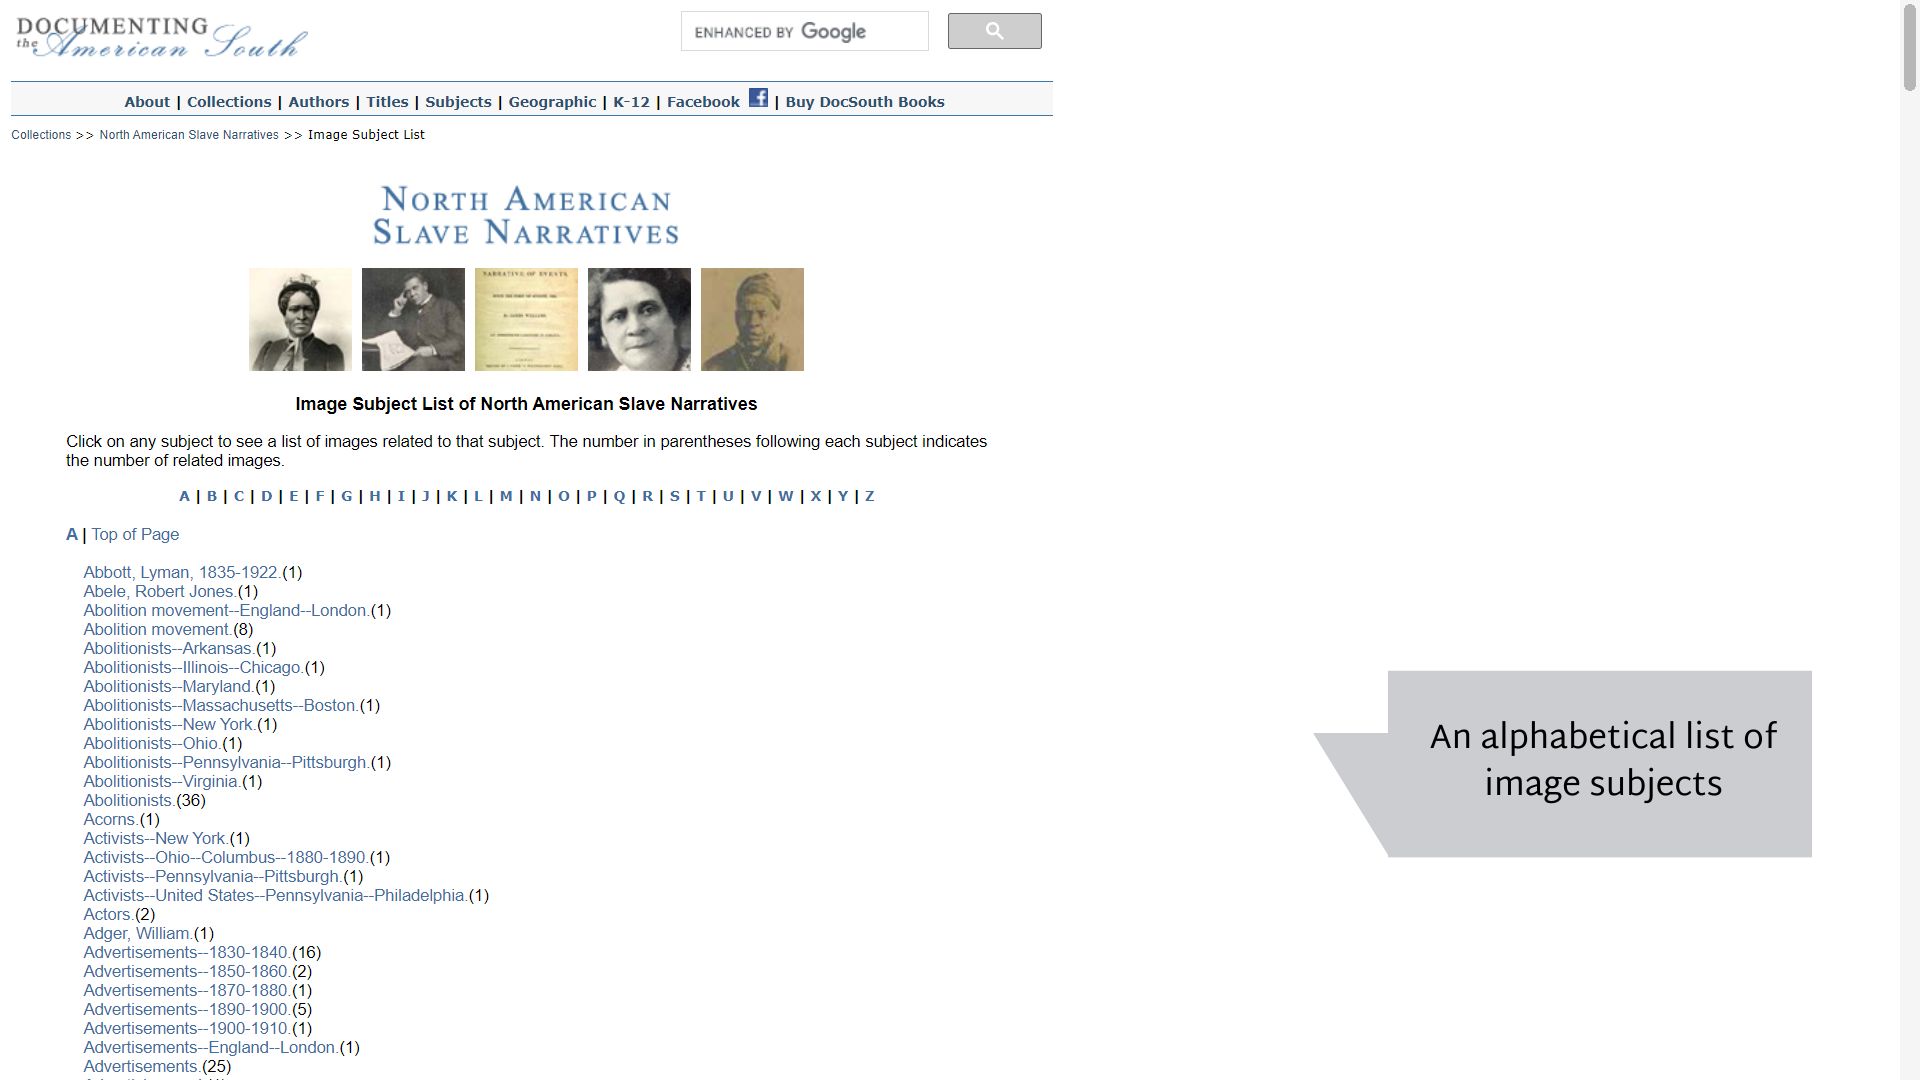 DOCUMENTING
the American South
ENHANCED BY Google
About | Collections | Authors | Titles | Subjects | Geographic | K-12 | Facebook | Buy DocSouth Books
Collections >> North American Slave Narratives >> Image Subject List
NORTH AMERICAN
SLAVE NARRATIVES
NARRATIVE OF EVENTS
Image Subject List of North American Slave Narratives
Click on any subject to see a list of images related to that subject. The number in parentheses following each subject indicates
the number of related images.
A | B | C | D | E | F | G | H | I | J | K | L | M | N | O | P | Q | R | S | T | U | V | W | X | Y | Z
A | Top of Page
Abbott, Lyman, 1835-1922.(1)
Abele, Robert Jones.(1)
Abolition movement--England--London.(1)
Abolition movement.(8)
Abolitionists--Arkansas.(1)
Abolitionists--Illinois--Chicago.(1)
Abolitionists--Maryland.(1)
Abolitionists--Massachusetts--Boston.(1)
Abolitionists--New York.(1)
Abolitionists--Ohio.(1)
Abolitionists--Pennsylvania--Pittsburgh.(1)
Abolitionists--Virginia.(1)
Abolitionists.(36)
Acorns.(1)
Activists--New York.(1)
Activists--Ohio--Columbus--1880-1890.(1)
Activists--Pennsylvania--Pittsburgh.(1)
Activists--United States--Pennsylvania--Philadelphia.(1)
Actors.(2)
Adger, William.(1)
Advertisements--1830-1840.(16)
Advertisements--1850-1860.(2)
Advertisements--1870-1880.(1)
Advertisements--1890-1900.(5)
Advertisements--1900-1910.(1)
Advertisements--England--London.(1)
Advertisements.(25)
An alphabetical list of
image subjects